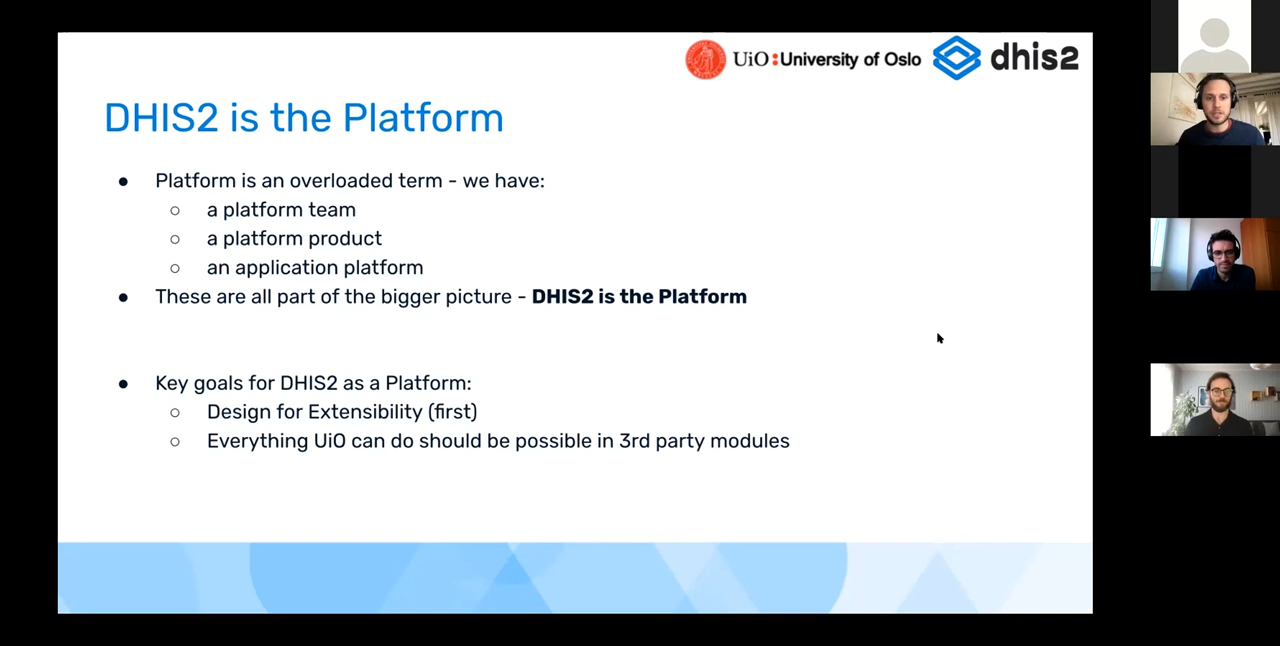 UiO:University of Oslo
dhis2
DHIS2 is the Platform
● Platform is an overloaded term - we have:
○ a platform team
○ a platform product
○ an application platform
● These are all part of the bigger picture - DHIS2 is the Platform
● Key goals for DHIS2 as a Platform:
○ Design for Extensibility (first)
○ Everything UiO can do should be possible in 3rd party modules